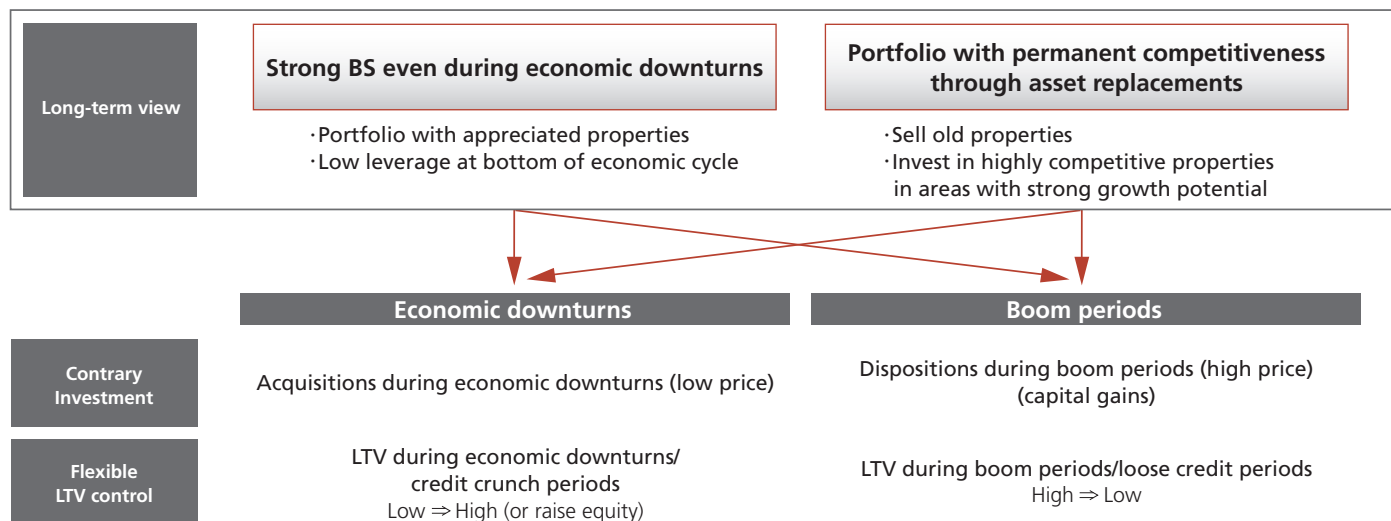 Long-term view
Strong BS even during economic downturns
·Portfolio with appreciated properties
·Low leverage at bottom of economic cycle
Portfolio with permanent competitiveness
through asset replacements
·Sell old properties
·Invest in highly competitive properties
in areas with strong growth potential
Economic downturns
Boom periods
Contrary
Investment
Acquisitions during economic downturns (low price)
Dispositions during boom periods (high price)
(capital gains)
Flexible
LTV control
LTV during economic downturns/
credit crunch periods
Low ⇒ High (or raise equity)
LTV during boom periods/loose credit periods
High ⇒ Low